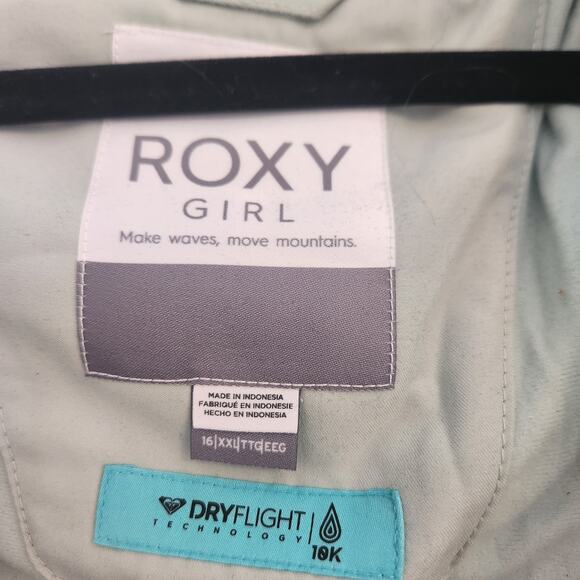 ROXY
GIRL
Make waves, move mountains.
MADE IN INDONESIA
FABRIQUÉ EN INDONESIE
HECHO EN INDONESIA
16|XXL|TTG|EEG
DRYFLIGHT
TECHNOLOGY
10K